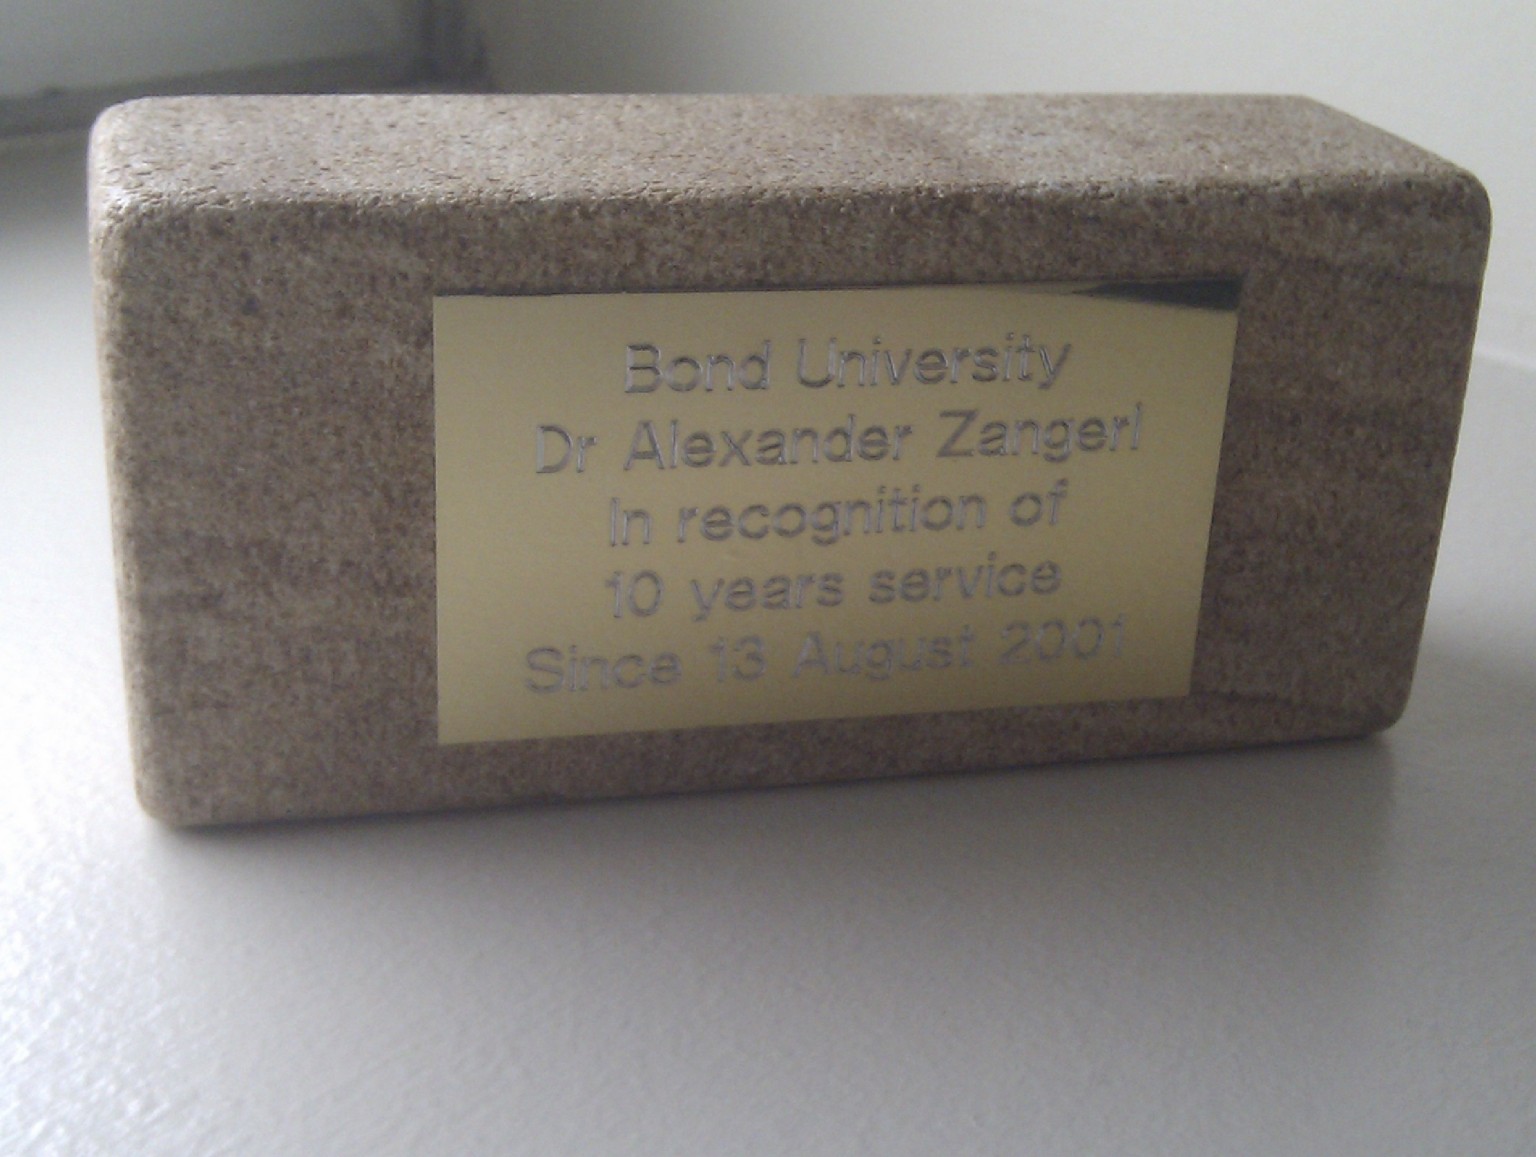 Bond University
Dr Alexander Zangerl
In recognition of
10 years service
Since 13 August 2001